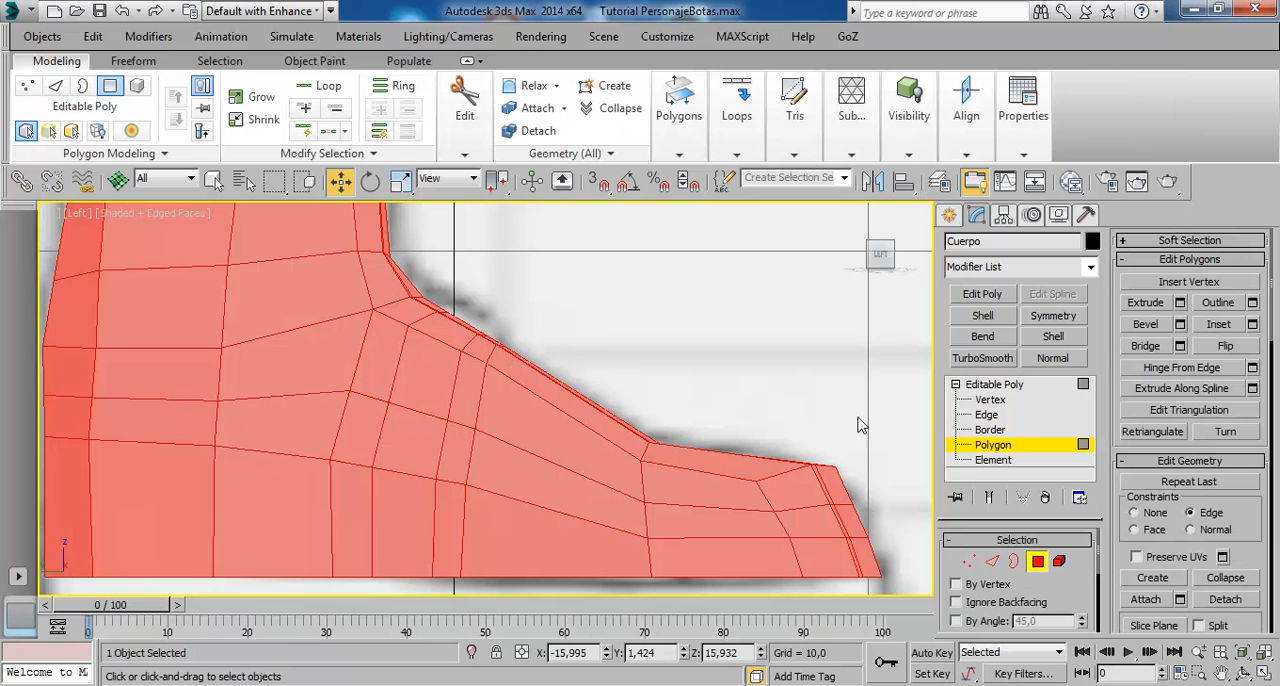 Default with Enhance
Autodesk 3ds Max 2014 x64 Tutorial PersonajeBotas.max
Type a keyword or phrase
Objects Edit Modifiers Animation Simulate Materials Lighting/Cameras Rendering Scene Customize MAXScript Help GoZ
Modeling Freeform Selection Object Paint Populate
Editable Poly
Polygon Modeling
Grow
Shrink
Loop
Ring
Modify Selection
Edit
Relax
Create
Attach
Collapse
Detach
Geometry (All)
Polygons Loops Tris Sub... Visibility Align Properties
All
View
Create Selection Se
[Left] [Shaded + Edged Faces]
LEFT
z
Cuerpo
Modifier List
Edit Poly Edit Spline
Shell Symmetry
Bend Shell
TurboSmooth Normal
Editable Poly
Vertex
Edge
Border
Polygon
Element
Selection
By Vertex
Ignore Backfacing
By Angle: 45,0
Soft Selection
Edit Polygons
Insert Vertex
Extrude Outline
Bevel Inset
Bridge Flip
Hinge From Edge
Extrude Along Spline
Edit Triangulation
Retriangulate Turn
Edit Geometry
Repeat Last
Constraints
None Edge
Face Normal
Preserve UVs
Create Collapse
Attach Detach
Slice Plane Split
0 / 100
0 10 20 30 40 50 60 70 80 90 100
1 Object Selected
X: -15,995 Y: 1,424 Z: 15,932 Grid = 10,0
Auto Key Selected
Welcome to M
Click or click-and-drag to select objects
Add Time Tag
Set Key Key Filters... 0